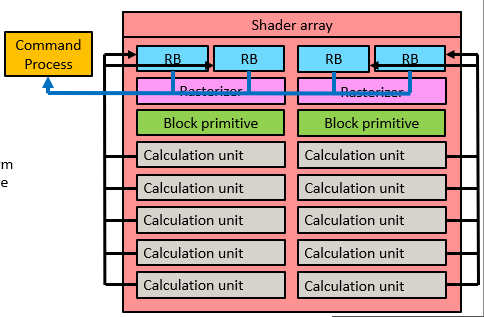 Shader array
Command
Process
RB RB RB RB
Rasterizer Rasterizer
Block primitive Block primitive
Calculation unit Calculation unit
Calculation unit Calculation unit
Calculation unit Calculation unit
Calculation unit Calculation unit
Calculation unit Calculation unit